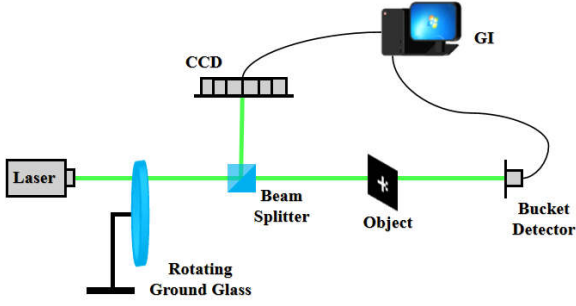 CCD
GI
Laser
Beam
Splitter
Object
Bucket
Detector
Rotating
Ground Glass